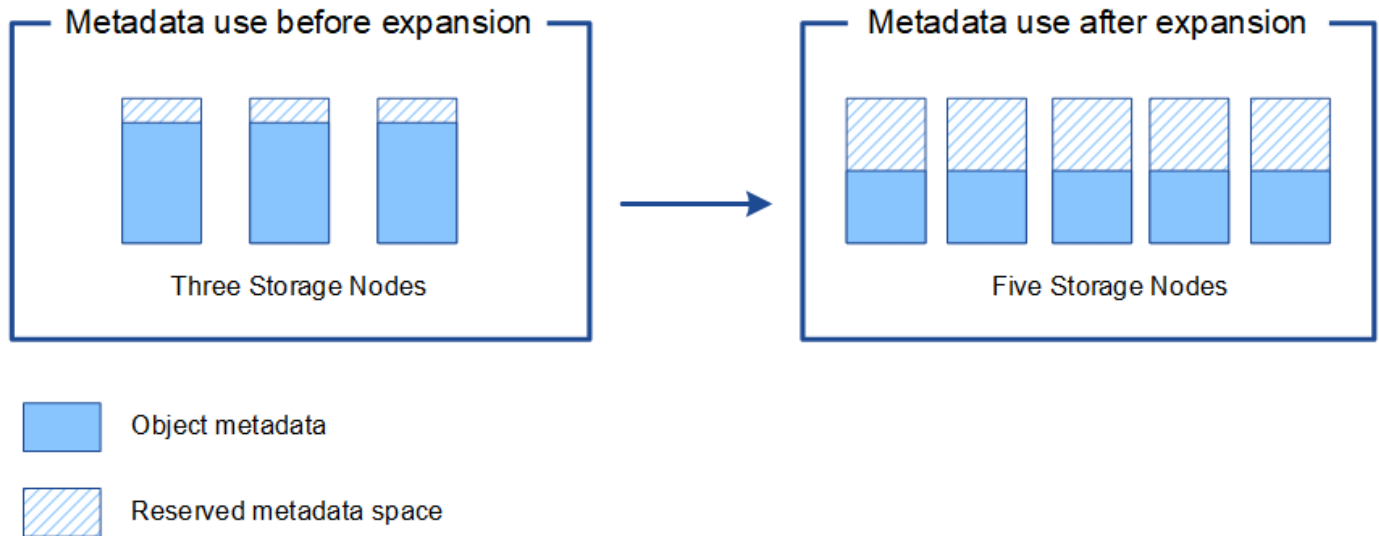 Metadata use before expansion
Metadata use after expansion
Three Storage Nodes
Five Storage Nodes
Object metadata
Reserved metadata space